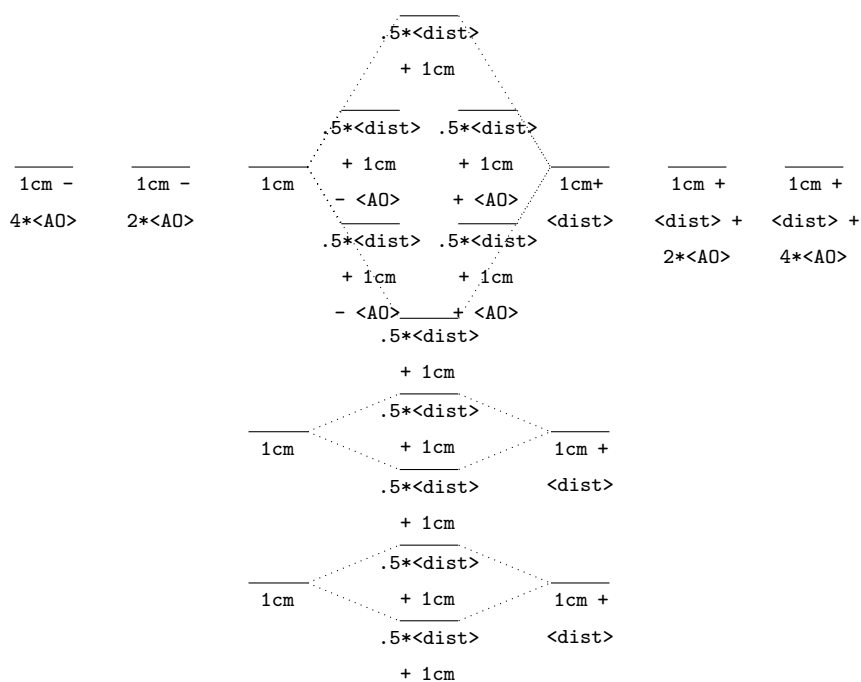 .5*<dist>
+ 1cm
.5*<dist> .5*<dist>
+ 1cm + 1cm
- <AO> + <AO>
1cm - 1cm - 1cm 1cm+ 1cm + 1cm +
4*<AO> 2*<AO> <dist> <dist> + <dist> +
2*<AO> 4*<AO>
.5*<dist> .5*<dist>
+ 1cm + 1cm
- <AO> + <AO>
.5*<dist>
+ 1cm
.5*<dist>
1cm + 1cm 1cm +
.5*<dist> <dist>
+ 1cm
.5*<dist>
1cm + 1cm 1cm +
.5*<dist> <dist>
+ 1cm